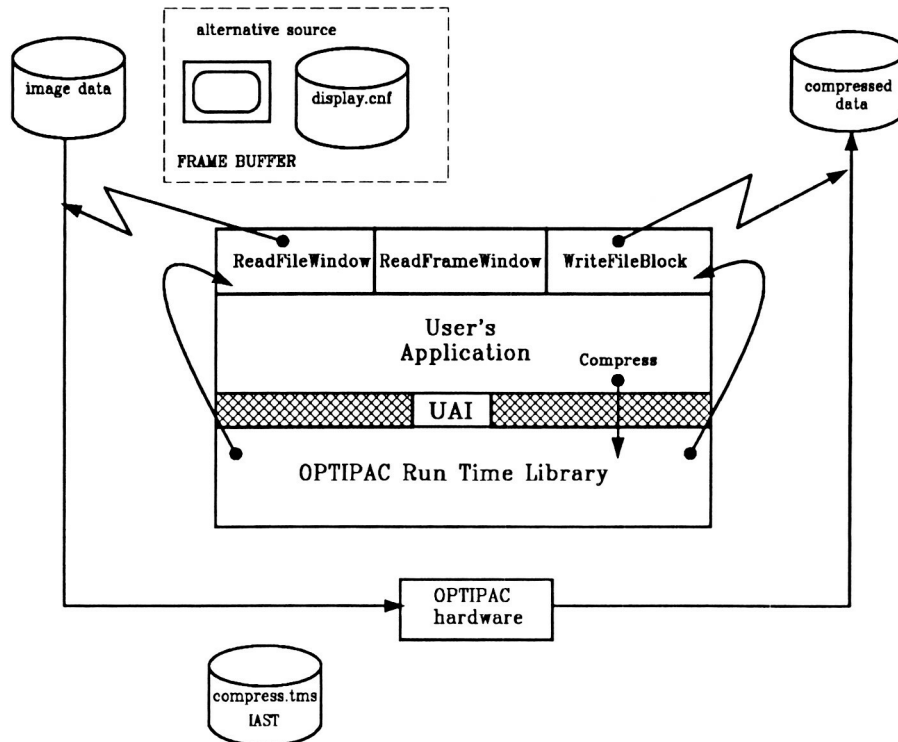 alternative source
image data
display.cnf
compressed
data
FRAME BUFFER
ReadFileWindow
ReadFrameWindow
WriteFileBlock
User's
Application
Compress
UAI
OPTIPAC Run Time Library
OPTIPAC
hardware
compress.tms
IAST